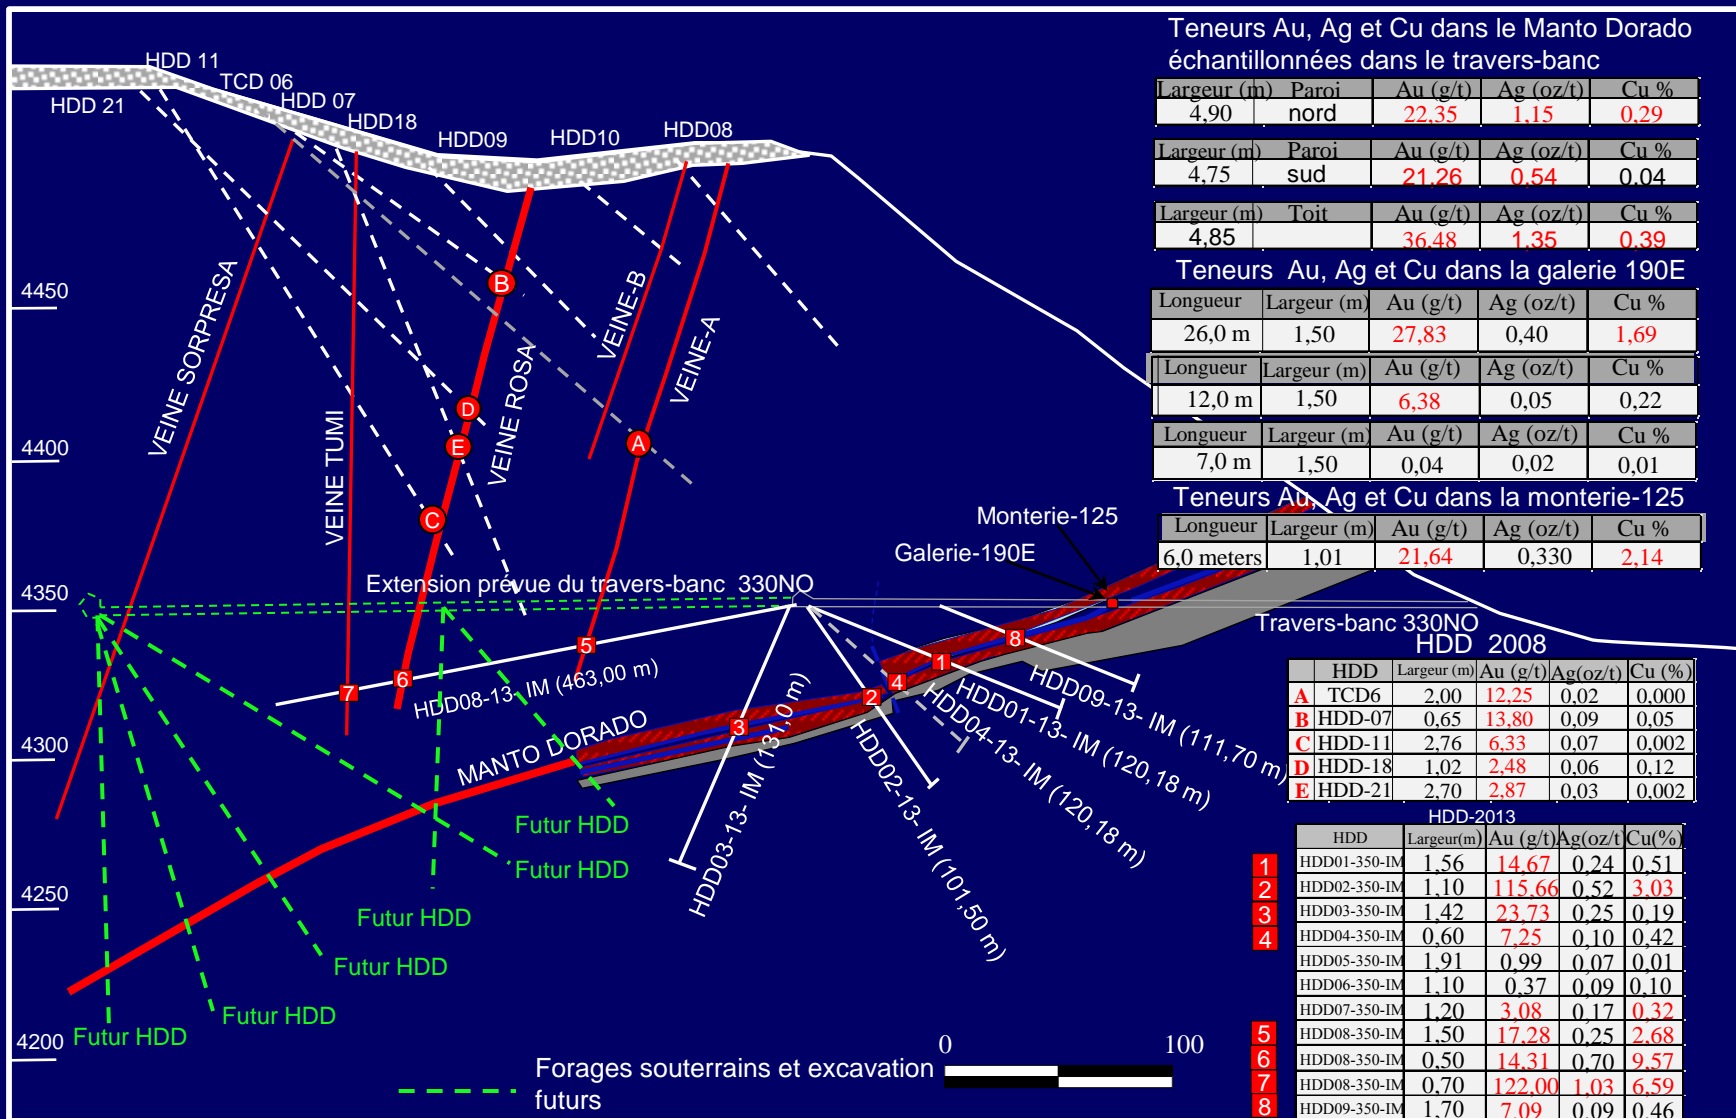 Teneurs Au, Ag et Cu dans le Manto Dorado
échantillonnées dans le travers-banc
Largeur (m) Paroi Au (g/t) Ag (oz/t) Cu %
4,90 nord 22,35 1,15 0,29
Largeur (m) Paroi Au (g/t) Ag (oz/t) Cu %
4,75 sud 21,26 0,54 0,04
Largeur (m) Toit Au (g/t) Ag (oz/t) Cu %
4,85 36,48 1,35 0,39
Teneurs Au, Ag et Cu dans la galerie 190E
Longueur Largeur (m) Au (g/t) Ag (oz/t) Cu %
26,0 m 1,50 27,83 0,40 1,69
Longueur Largeur (m) Au (g/t) Ag (oz/t) Cu %
12,0 m 1,50 6,38 0,05 0,22
Longueur Largeur (m) Au (g/t) Ag (oz/t) Cu %
7,0 m 1,50 0,04 0,02 0,01
Teneurs Au, Ag et Cu dans la monterie-125
Longueur Largeur (m) Au (g/t) Ag (oz/t) Cu %
6,0 meters 1,01 21,64 0,330 2,14
HDD 11
TCD 06
HDD 21
HDD 07
HDD18
HDD09
HDD10
HDD08
4450
4400
4350
4300
4250
4200
VEINE SORPRESA
VEINE TUMI
VEINE ROSA
VEINE-B
VEINE-A
B
D
E
A
C
Monterie-125
Galerie-190E
Extension prévue du travers-banc 330NO
Travers-banc 330NO
5
6
7
8
1
4
2
3
HDD08-13- IM (463,00 m)
MANTO DORADO
HDD03-13- IM (131,0 m)
HDD02-13- IM (101,50 m)
HDD04-13- IM (120,18 m)
HDD01-13- IM (120,18 m)
HDD09-13- IM (111,70 m)
Futur HDD
Futur HDD
Futur HDD
Futur HDD
Futur HDD
Futur HDD
HDD 2008
HDD Largeur (m) Au (g/t) Ag(oz/t) Cu (%)
A TCD6 2,00 12,25 0,02 0,000
B HDD-07 0,65 13,80 0,09 0,05
C HDD-11 2,76 6,33 0,07 0,002
D HDD-18 1,02 2,48 0,06 0,12
E HDD-21 2,70 2,87 0,03 0,002
HDD-2013
HDD Largeur(m) Au (g/t) Ag(oz/t) Cu(%)
1 HDD01-350-IM 1,56 14,67 0,24 0,51
2 HDD02-350-IM 1,10 115,66 0,52 3,03
3 HDD03-350-IM 1,42 23,73 0,25 0,19
4 HDD04-350-IM 0,60 7,25 0,10 0,42
HDD05-350-IM 1,91 0,99 0,07 0,01
HDD06-350-IM 1,10 0,37 0,09 0,10
HDD07-350-IM 1,20 3,08 0,17 0,32
5 HDD08-350-IM 1,50 17,28 0,25 2,68
6 HDD08-350-IM 0,50 14,31 0,70 9,57
7 HDD08-350-IM 0,70 122,00 1,03 6,59
8 HDD09-350-IM 1,70 7,09 0,09 0,46
0 100
Forages souterrains et excavation
futurs